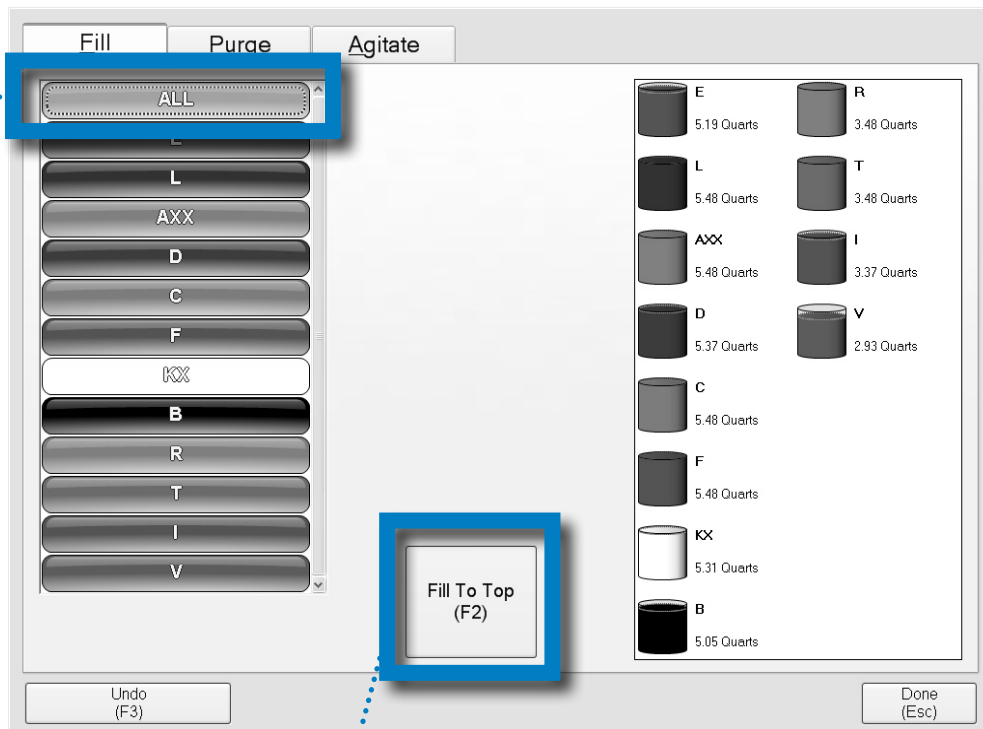 Fill
Purge
Agitate
ALL
E
L
AXX
D
C
F
KX
B
R
T
I
V
Fill To Top
(F2)
E
5.19 Quarts
L
5.48 Quarts
AXX
5.48 Quarts
D
5.37 Quarts
C
5.48 Quarts
F
5.48 Quarts
KX
5.31 Quarts
B
5.05 Quarts
R
3.48 Quarts
T
3.48 Quarts
I
3.37 Quarts
V
2.93 Quarts
Undo
(F3)
Done
(Esc)